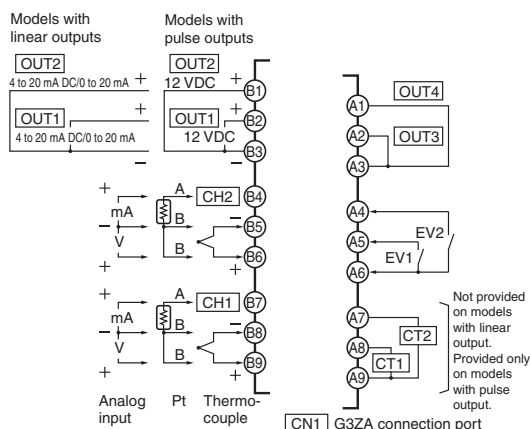 Models with
linear outputs
Models with
pulse outputs
OUT2
4 to 20 mA DC/0 to 20 mA
+
OUT2
12 VDC
+
B1
OUT1
4 to 20 mA DC/0 to 20 mA
+
OUT1
12 VDC
+
B2
−
−
B3
A
CH2
B4
+
mA
−
V
+
B
B
−
+
B5
B6
A
CH1
B7
+
mA
−
V
+
B
B
−
+
B8
B9
Analog
input
Pt
Thermo-
couple
A1
OUT4
A2
OUT3
A3
A4
A5
EV1
EV2
A6
A7
CT2
A8
CT1
A9
Not provided
on models
with linear
output.
Provided only
on models
with pulse
output.
CN1 G3ZA connection port